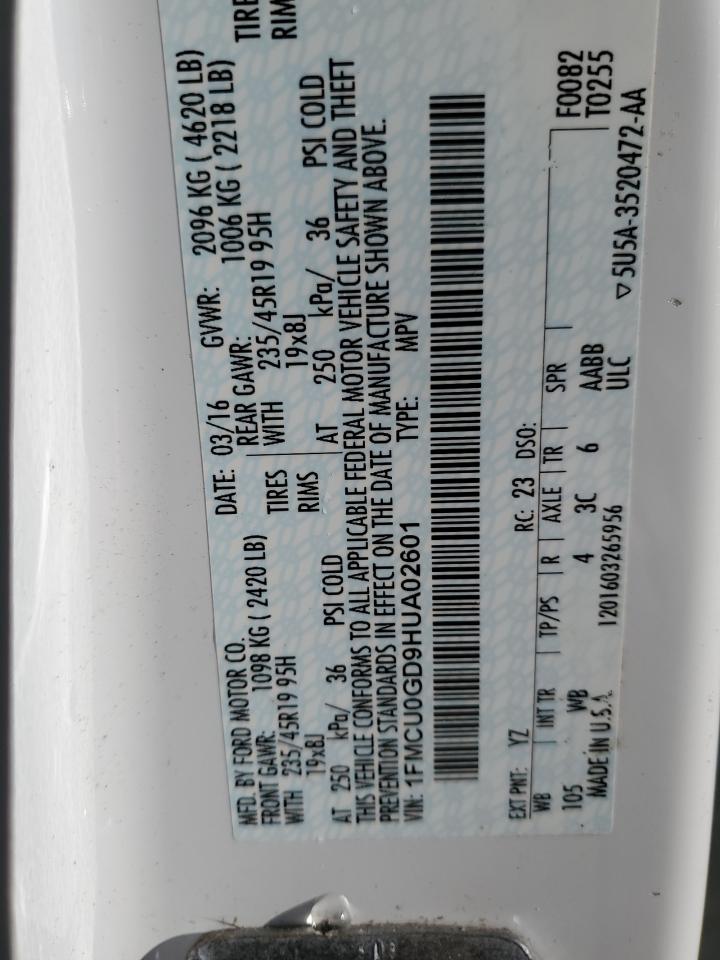 MFD. BY FORD MOTOR CO.
DATE: 03/16 GVWR: 2096 KG ( 4620 LB)
FRONT GAWR: 1098 KG ( 2420 LB) REAR GAWR: 1006 KG ( 2218 LB)
WITH 235/45R19 95H TIRES WITH 235/45R19 95H TIRE
19x8J RIMS 19x8J RIM
AT 250 kPa/ 36 PSI COLD AT 250 kPa/ 36 PSI COLD
THIS VEHICLE CONFORMS TO ALL APPLICABLE FEDERAL MOTOR VEHICLE SAFETY AND THEFT
PREVENTION STANDARDS IN EFFECT ON THE DATE OF MANUFACTURE SHOWN ABOVE.
VIN: 1FMCU0GD9HUA02601 TYPE: MPV
EXT PNT: YZ RC: 23 DSO: F0082
WB INT TR TP/PS R AXLE TR SPR T0255
105 WB 4 3C 6 AABB ▽5U5A-3520472-AA
MADE IN U.S.A. 1201603265956 ULC